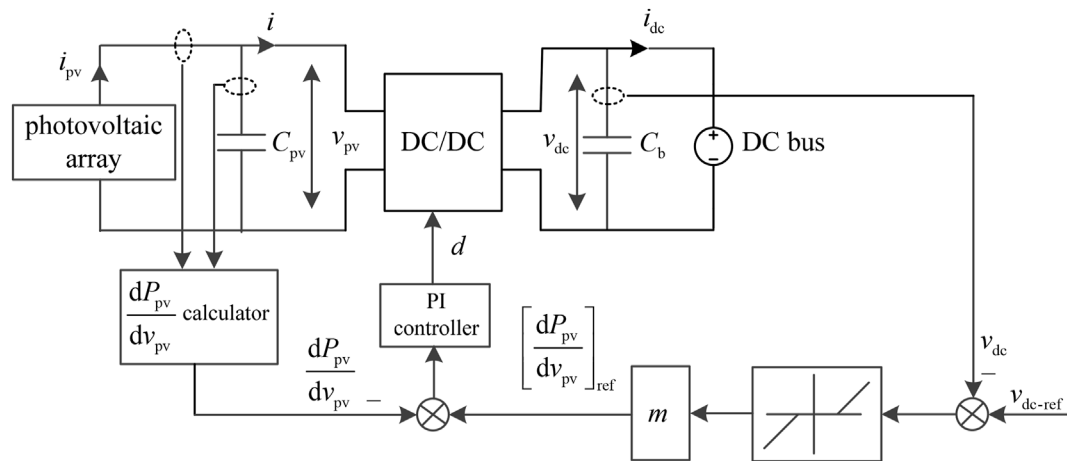 i
i_dc
i_pv
photovoltaic
array
C_pv
v_pv
DC/DC
v_dc
C_b
+
−
DC bus
d
dP_pv
dv_pv
calculator
PI
controller
dP_pv
dv_pv
−
[dP_pv
dv_pv]ref
m
v_dc
−
v_dc-ref